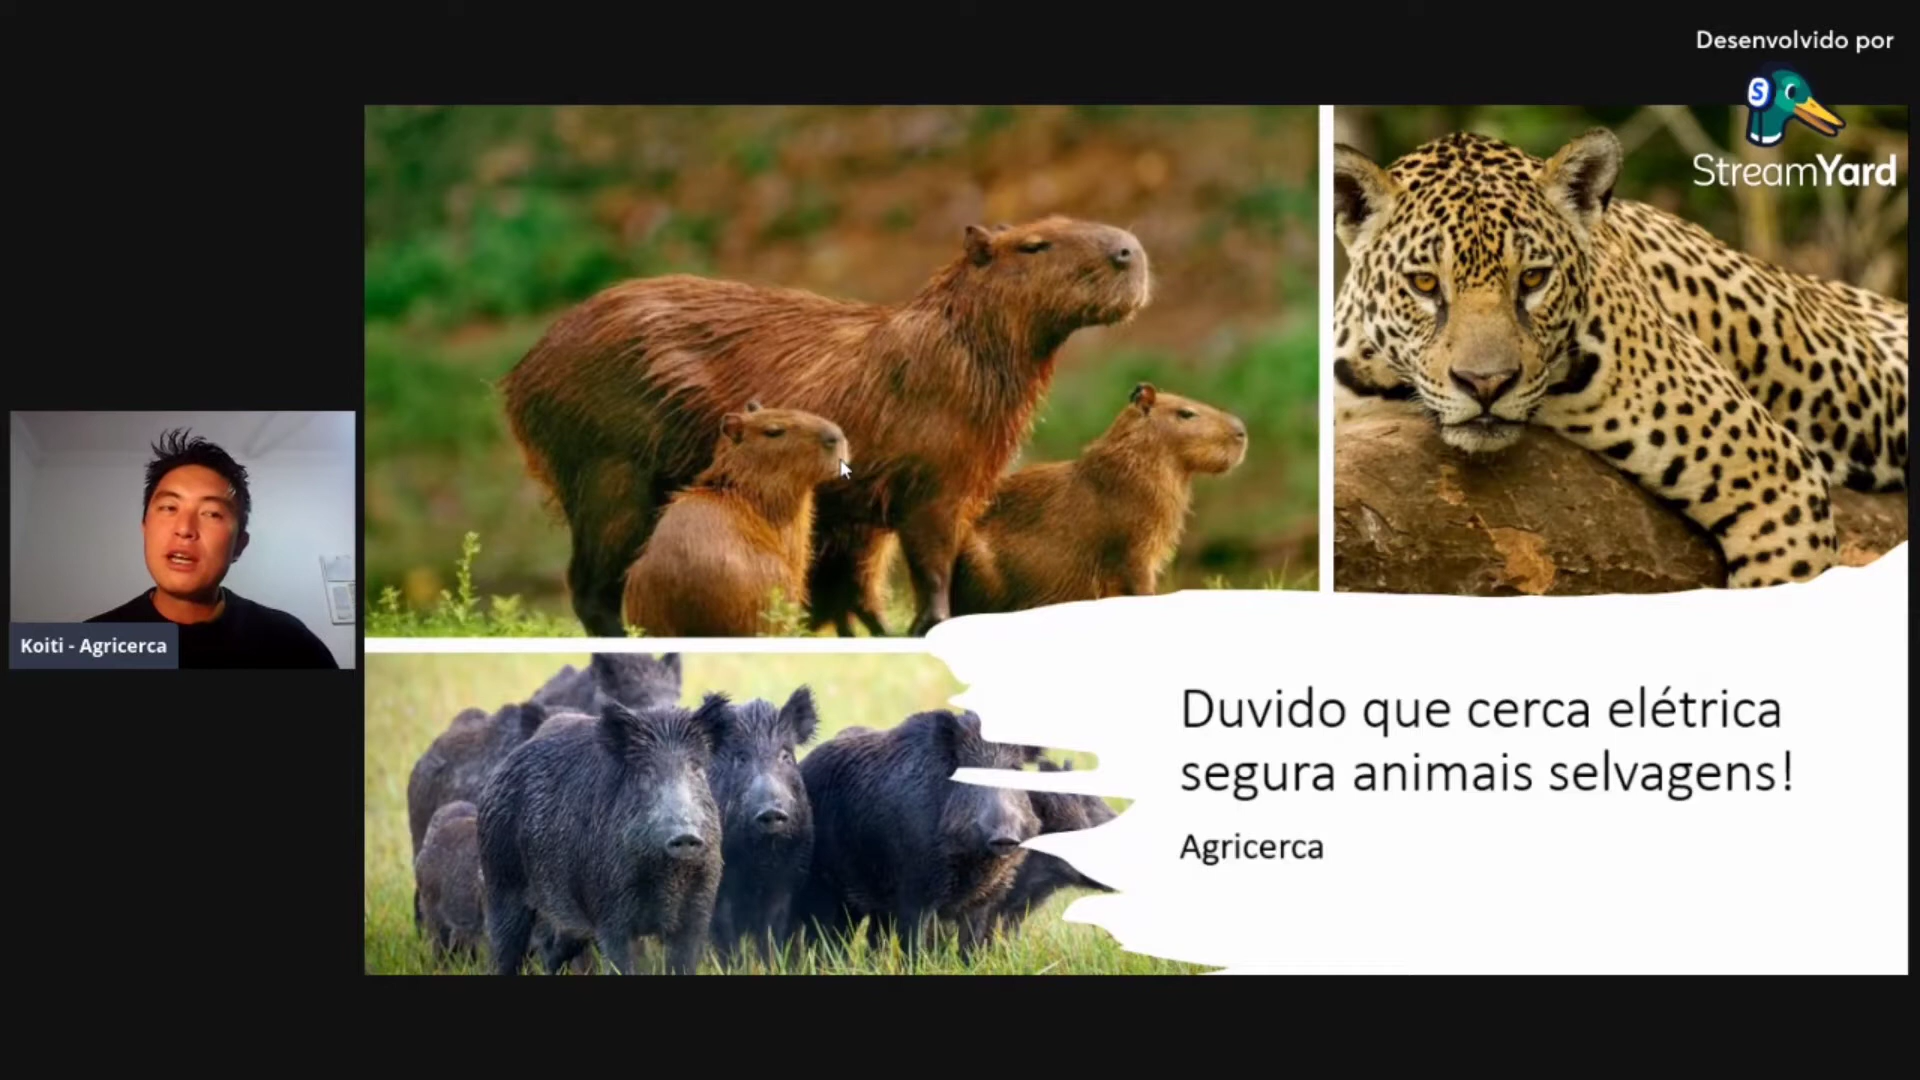 Desenvolvido por
S
StreamYard
Koiti - Agricerca
Duvido que cerca elétrica
segura animais selvagens!
Agricerca